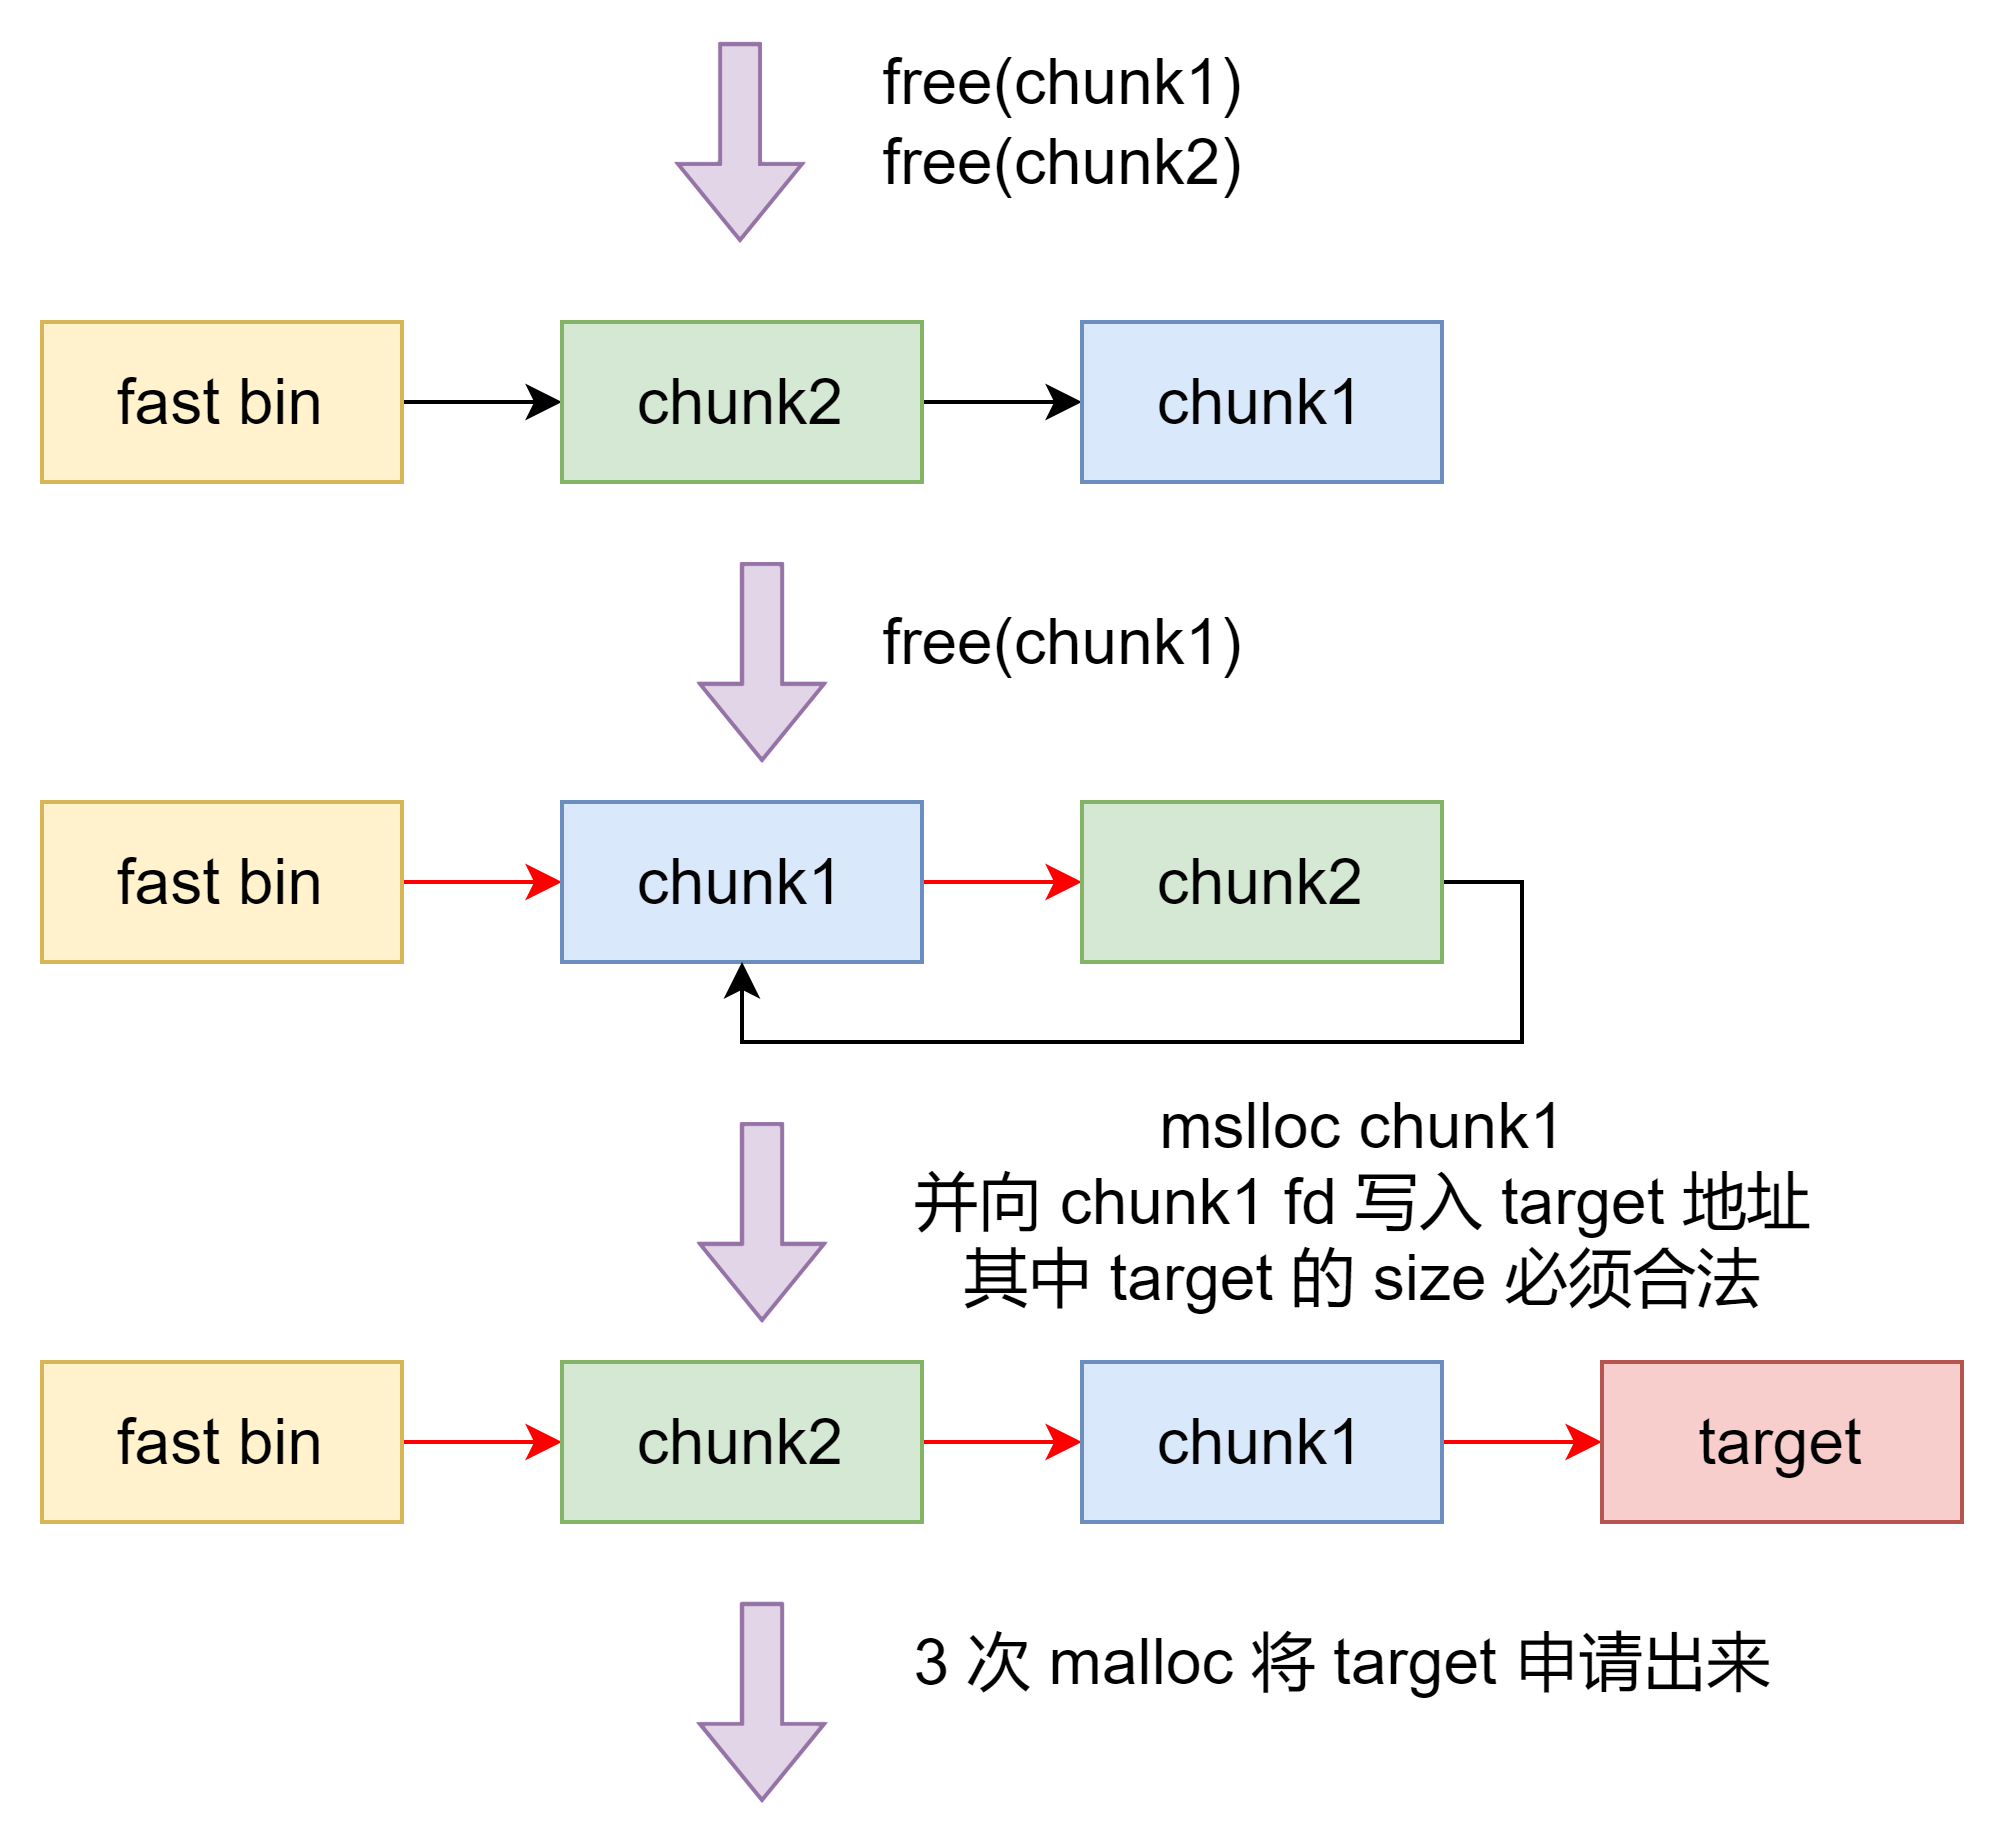 free(chunk1)
free(chunk2)
fast bin
chunk2
chunk1
free(chunk1)
fast bin
chunk1
chunk2
mslloc chunk1
并向 chunk1 fd 写入 target 地址
其中 target 的 size 必须合法
fast bin
chunk2
chunk1
target
3 次 malloc 将 target 申请出来